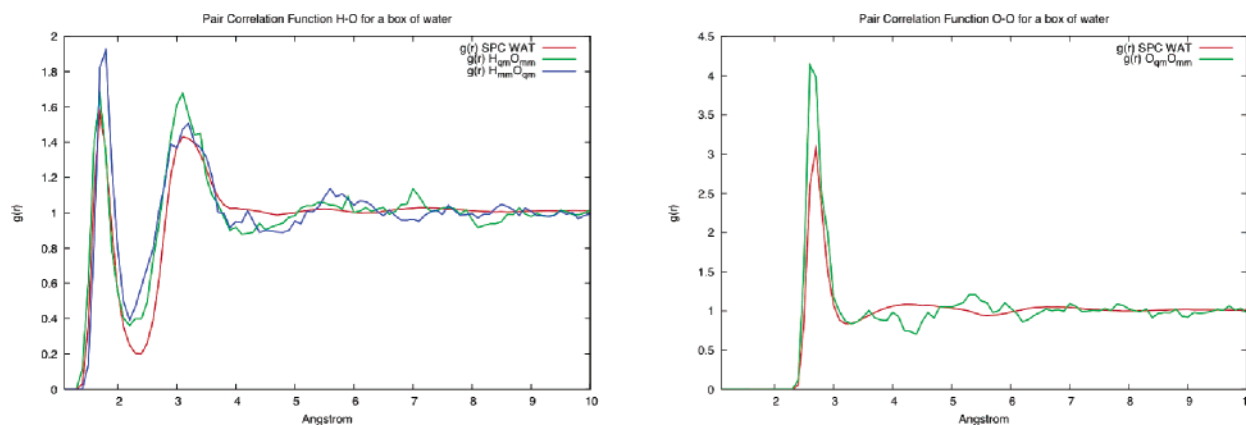 Pair Correlation Function H-O for a box of water
g(r) SPC WAT
g(r) HqmOmm
g(r) HmmOqm
2
1.8
1.6
1.4
1.2
1
0.8
0.6
0.4
0.2
0
g(r)
2 3 4 5 6 7 8 9 10
Angstrom
Pair Correlation Function O-O for a box of water
g(r) SPC WAT
g(r) OqmOmm
4.5
4
3.5
3
2.5
2
1.5
1
0.5
0
g(r)
2 3 4 5 6 7 8 9 1
Angstrom